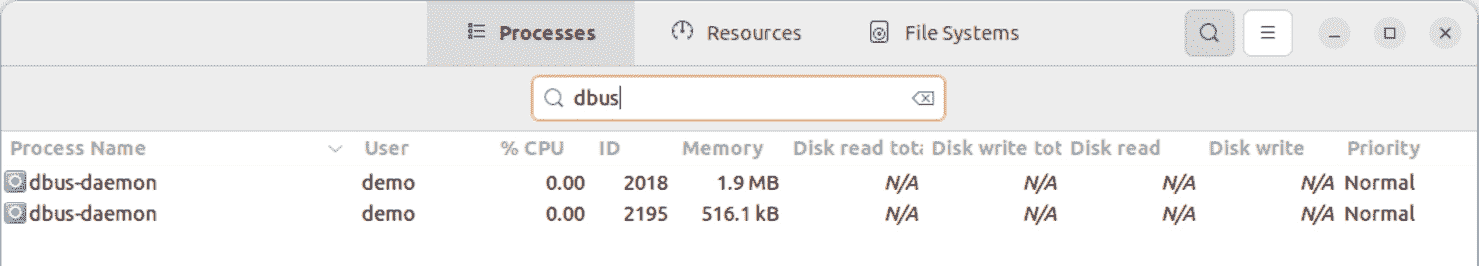 Processes Resources File Systems
dbus
Process Name User % CPU ID Memory Disk read tota Disk write tot Disk read Disk write Priority
dbus-daemon demo 0.00 2018 1.9 MB N/A N/A N/A N/A Normal
dbus-daemon demo 0.00 2195 516.1 kB N/A N/A N/A N/A Normal